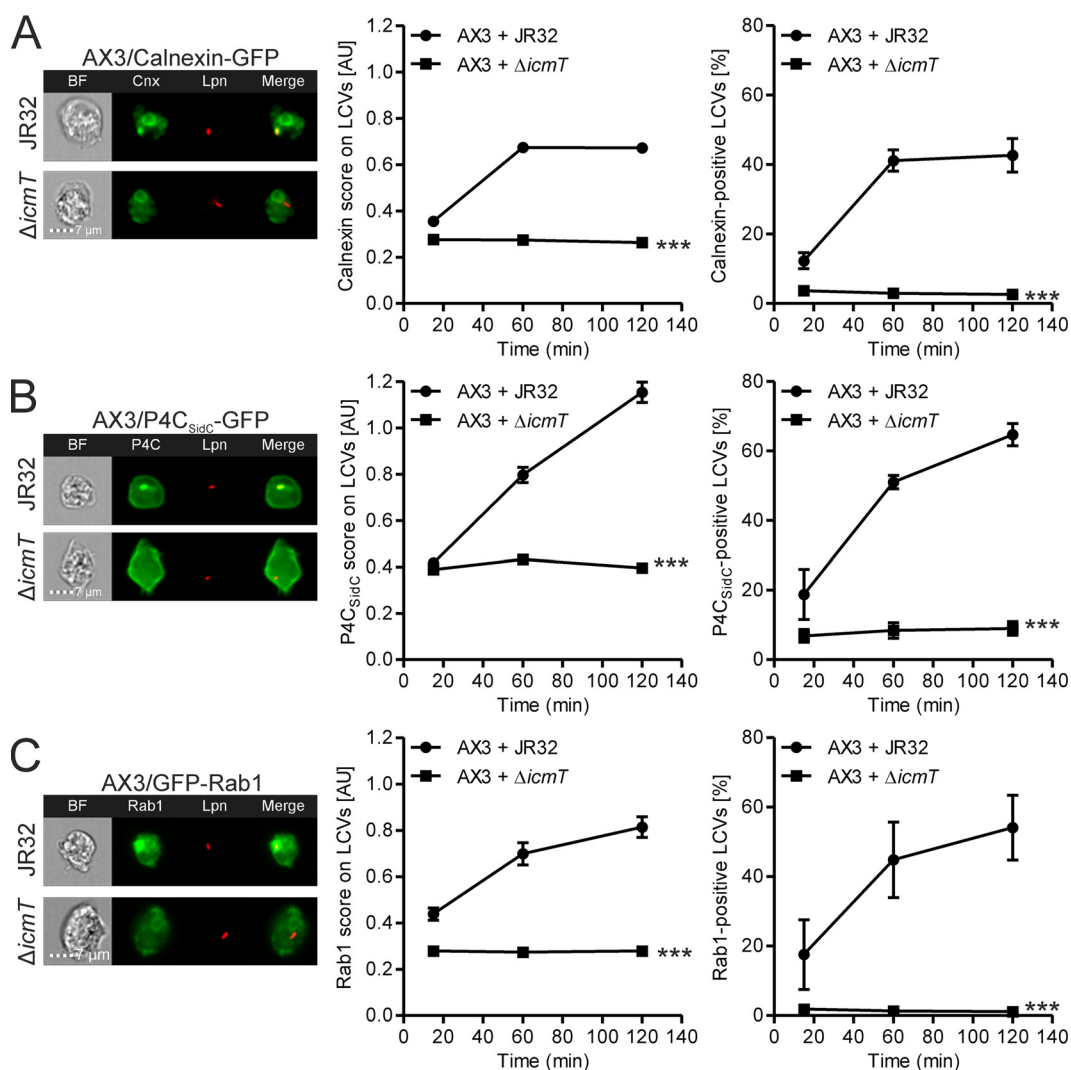 A
AX3/Calnexin-GFP
BF Cnx Lpn Merge
JR32
ΔicmT
7 µm
Calnexin score on LCVs [AU]
1.2
1.0
0.8
0.6
0.4
0.2
0.0
AX3 + JR32
AX3 + ΔicmT
***
0 20 40 60 80 100 120 140
Time (min)
Calnexin-positive LCVs [%]
80
60
40
20
0
AX3 + JR32
AX3 + ΔicmT
***
0 20 40 60 80 100 120 140
Time (min)
B
AX3/P4CSidC-GFP
BF P4C Lpn Merge
JR32
ΔicmT
7 µm
P4CSidC score on LCVs [AU]
1.2
1.0
0.8
0.6
0.4
0.2
0.0
AX3 + JR32
AX3 + ΔicmT
***
0 20 40 60 80 100 120 140
Time (min)
P4CSidC-positive LCVs [%]
80
60
40
20
0
AX3 + JR32
AX3 + ΔicmT
***
0 20 40 60 80 100 120 140
Time (min)
C
AX3/GFP-Rab1
BF Rab1 Lpn Merge
JR32
ΔicmT
7 µm
Rab1 score on LCVs [AU]
1.2
1.0
0.8
0.6
0.4
0.2
0.0
AX3 + JR32
AX3 + ΔicmT
***
0 20 40 60 80 100 120 140
Time (min)
Rab1-positive LCVs [%]
80
60
40
20
0
AX3 + JR32
AX3 + ΔicmT
***
0 20 40 60 80 100 120 140
Time (min)